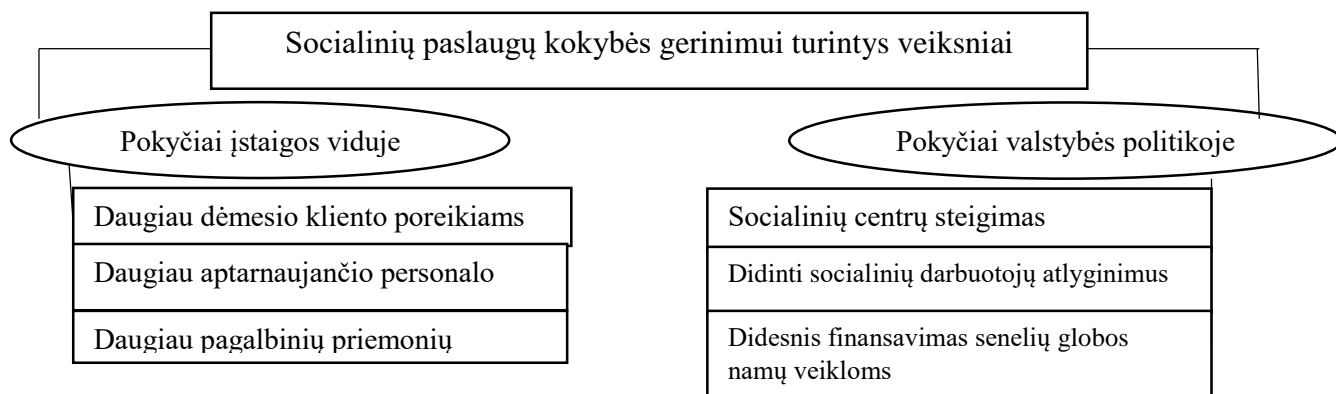 Socialinių paslaugų kokybės gerinimui turintys veiksniai
Pokyčiai įstaigos viduje
Daugiau dėmesio kliento poreikiams
Daugiau aptarnaujančio personalo
Daugiau pagalbinių priemonių
Pokyčiai valstybės politikoje
Socialinių centrų steigimas
Didinti socialinių darbuotojų atlyginimus
Didesnis finansavimas senelių globos
namų veikloms